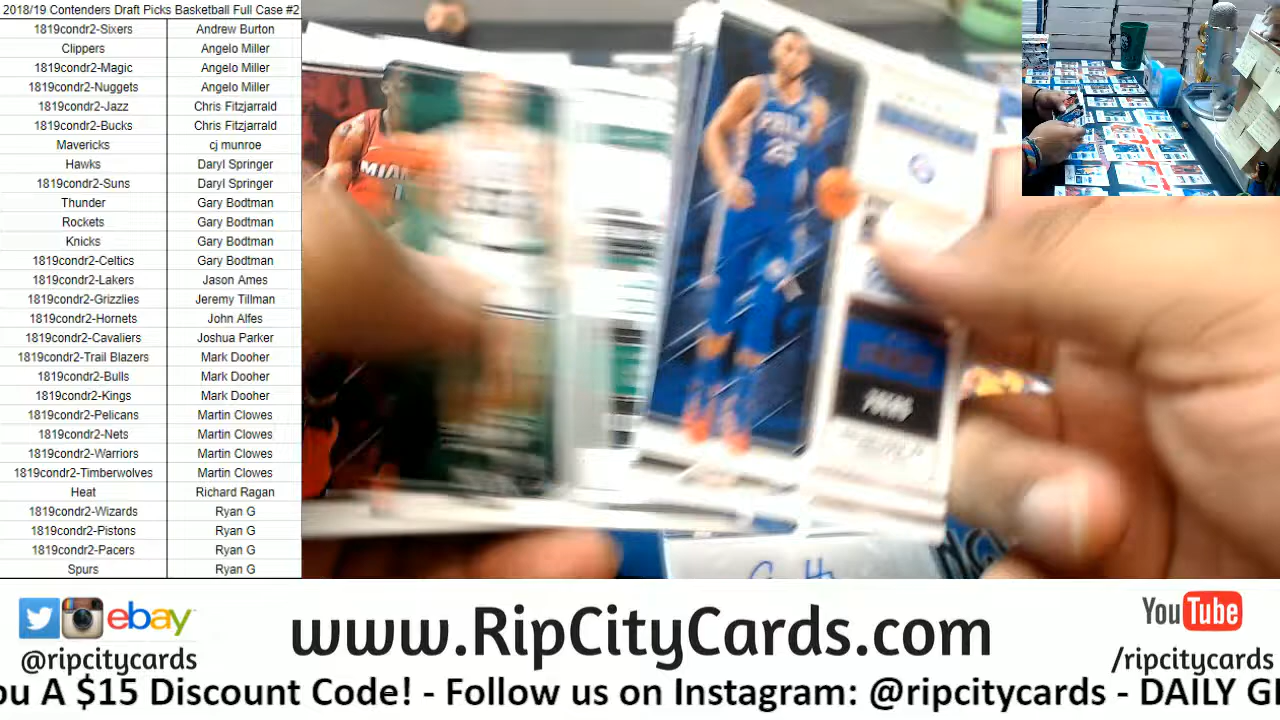 2018/19 Contenders Draft Picks Basketball Full Case #2
1819condr2-Sixers Andrew Burton
Clippers Angelo Miller
1819condr2-Magic Angelo Miller
1819condr2-Nuggets Angelo Miller
1819condr2-Jazz Chris Fitzjarrald
1819condr2-Bucks Chris Fitzjarrald
Mavericks cj munroe
Hawks Daryl Springer
1819condr2-Suns Daryl Springer
Thunder Gary Bodtman
Rockets Gary Bodtman
Knicks Gary Bodtman
1819condr2-Celtics Gary Bodtman
1819condr2-Lakers Jason Ames
1819condr2-Grizzlies Jeremy Tillman
1819condr2-Hornets John Alfes
1819condr2-Cavaliers Joshua Parker
1819condr2-Trail Blazers Mark Dooher
1819condr2-Bulls Mark Dooher
1819condr2-Kings Mark Dooher
1819condr2-Pelicans Martin Clowes
1819condr2-Nets Martin Clowes
1819condr2-Warriors Martin Clowes
1819condr2-Timberwolves Martin Clowes
Heat Richard Ragan
1819condr2-Wizards Ryan G
1819condr2-Pistons Ryan G
1819condr2-Pacers Ryan G
Spurs Ryan G
MIAMI
PHILA
25
ebay
@ripcitycards
www.RipCityCards.com
YouTube
/ripcitycards
ou A $15 Discount Code! - Follow us on Instagram: @ripcitycards - DAILY GI